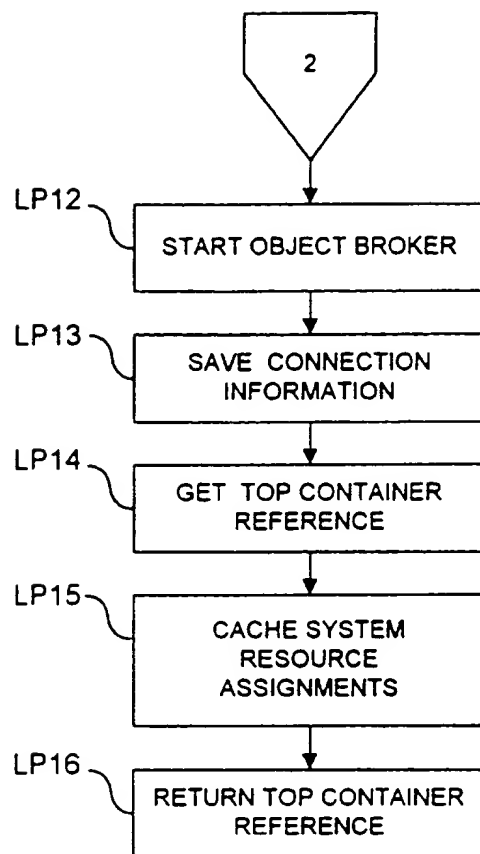 2
LP12
START OBJECT BROKER
LP13
SAVE CONNECTION
INFORMATION
LP14
GET TOP CONTAINER
REFERENCE
LP15
CACHE SYSTEM
RESOURCE
ASSIGNMENTS
LP16
RETURN TOP CONTAINER
REFERENCE